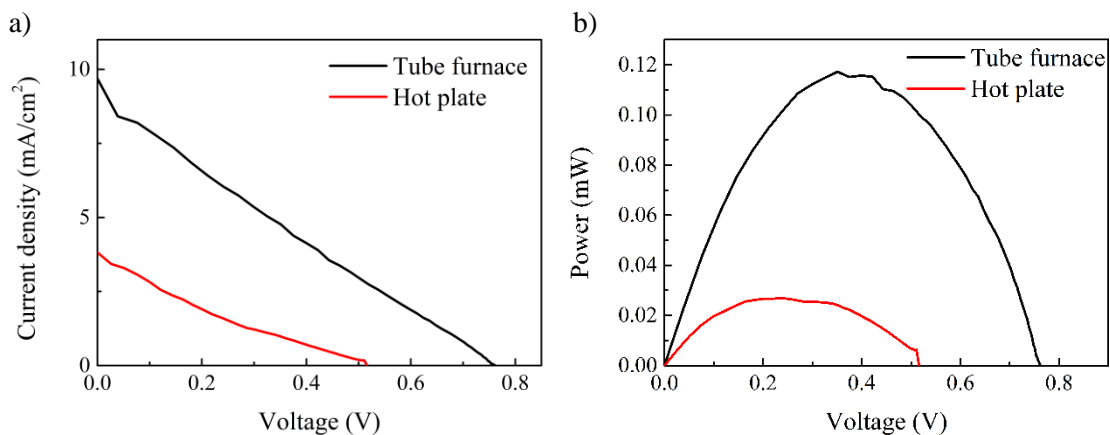 a)
Current density (mA/cm²)
10
5
0
0.0 0.2 0.4 0.6 0.8
Voltage (V)
Tube furnace
Hot plate
b)
Power (mW)
0.12
0.10
0.08
0.06
0.04
0.02
0.00
0.0 0.2 0.4 0.6 0.8
Voltage (V)
Tube furnace
Hot plate